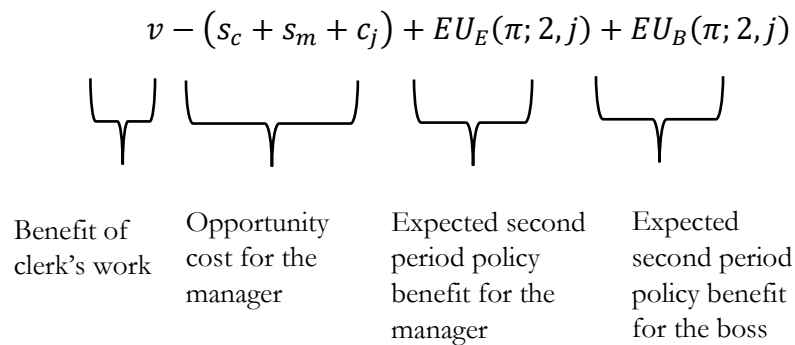 v − (s_c + s_m + c_j) + EU_E(π; 2, j) + EU_B(π; 2, j)
Benefit of
clerk's work
Opportunity
cost for the
manager
Expected second
period policy
benefit for the
manager
Expected
second period
policy benefit
for the boss